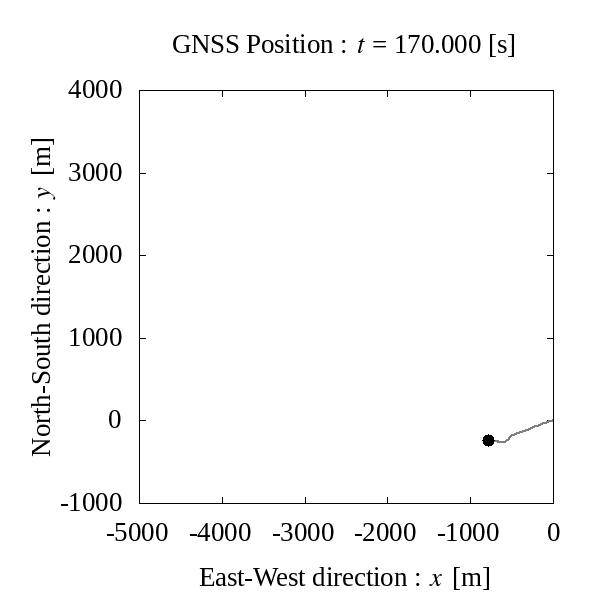 GNSS Position : t = 170.000 [s]
4000
3000
2000
1000
0
-1000
North-South direction : y [m]
-5000 -4000 -3000 -2000 -1000 0
East-West direction : x [m]